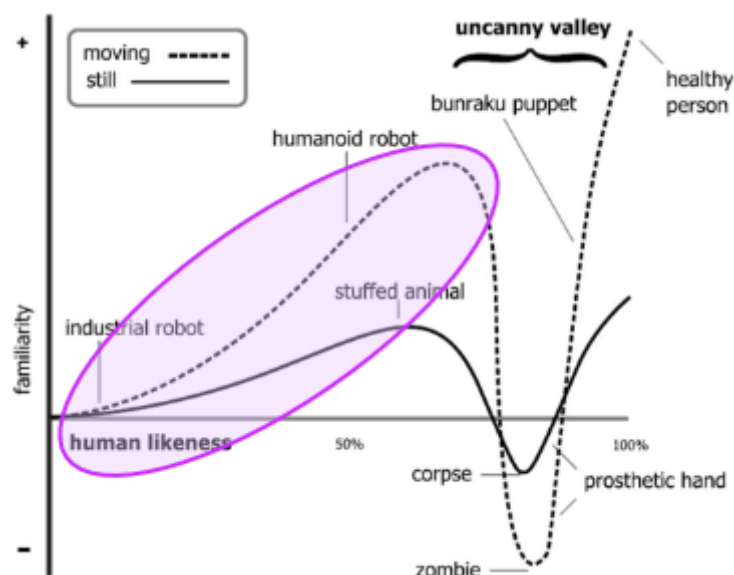 +
moving
still
uncanny valley
healthy
person
bunraku puppet
humanoid robot
stuffed animal
industrial robot
familiarity
human likeness
50%
100%
corpse
prosthetic hand
–
zombie